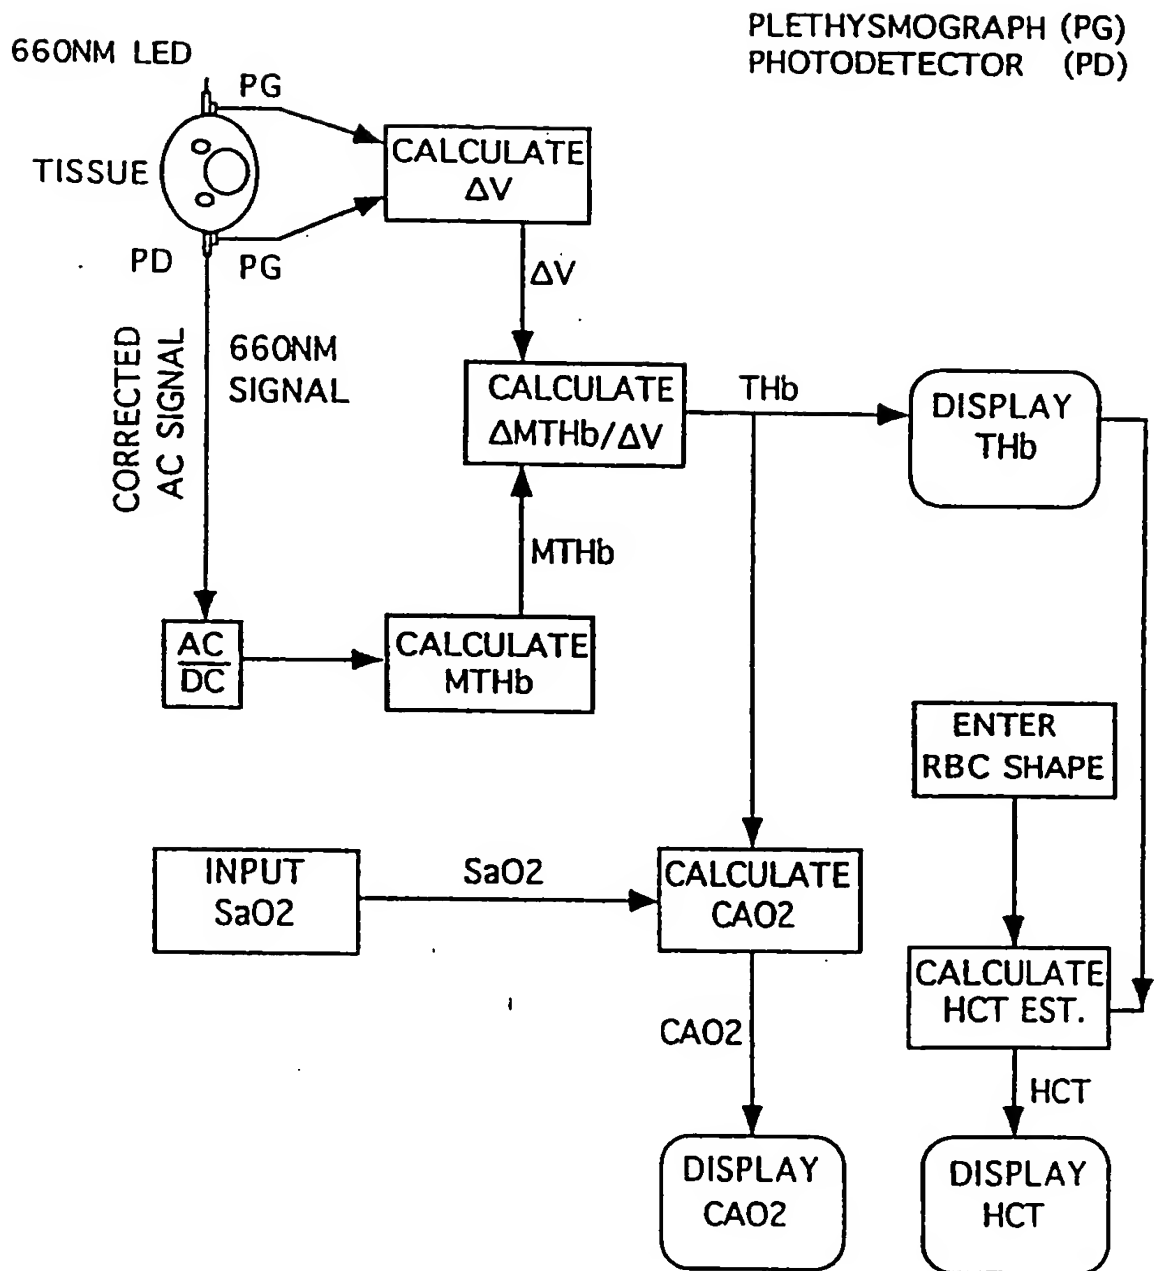 PLETHYSMOGRAPH (PG)
PHOTODETECTOR (PD)
660NM LED
PG
TISSUE
CALCULATE
ΔV
PD
PG
ΔV
CORRECTED
AC SIGNAL
660NM
SIGNAL
CALCULATE
ΔMTHb/ΔV
THb
DISPLAY
THb
MTHb
AC
DC
CALCULATE
MTHb
ENTER
RBC SHAPE
INPUT
SaO2
SaO2
CALCULATE
CAO2
CALCULATE
HCT EST.
CAO2
HCT
DISPLAY
CAO2
DISPLAY
HCT